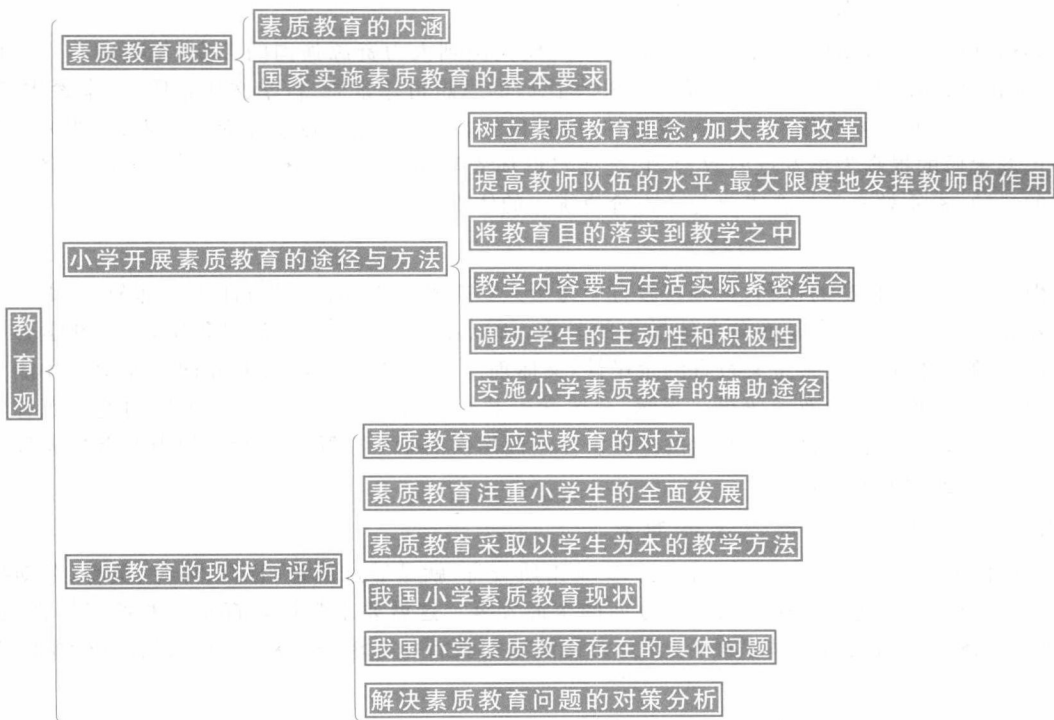 教育观
素质教育概述
素质教育的内涵
国家实施素质教育的基本要求
小学开展素质教育的途径与方法
树立素质教育理念,加大教育改革
提高教师队伍的水平,最大限度地发挥教师的作用
将教育目的落实到教学之中
教学内容要与生活实际紧密结合
调动学生的主动性和积极性
实施小学素质教育的辅助途径
素质教育的现状与评析
素质教育与应试教育的对立
素质教育注重小学生的全面发展
素质教育采取以学生为本的教学方法
我国小学素质教育现状
我国小学素质教育存在的具体问题
解决素质教育问题的对策分析